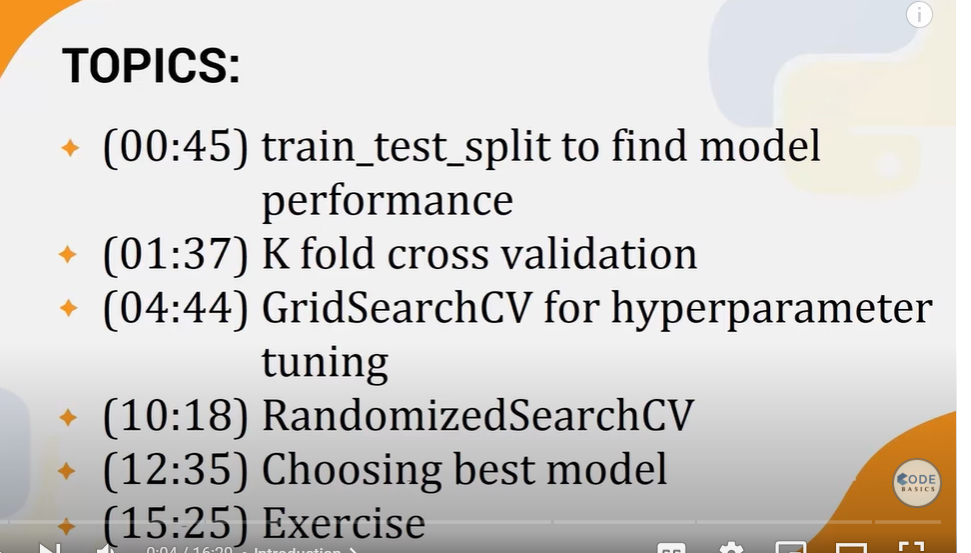 TOPICS:
(00:45) train_test_split to find model
performance
(01:37) K fold cross validation
(04:44) GridSearchCV for hyperparameter
tuning
(10:18) RandomizedSearchCV
(12:35) Choosing best model
(15:25) Exercise
CODE
BASICS
0:04 / 16:29 • Introduction